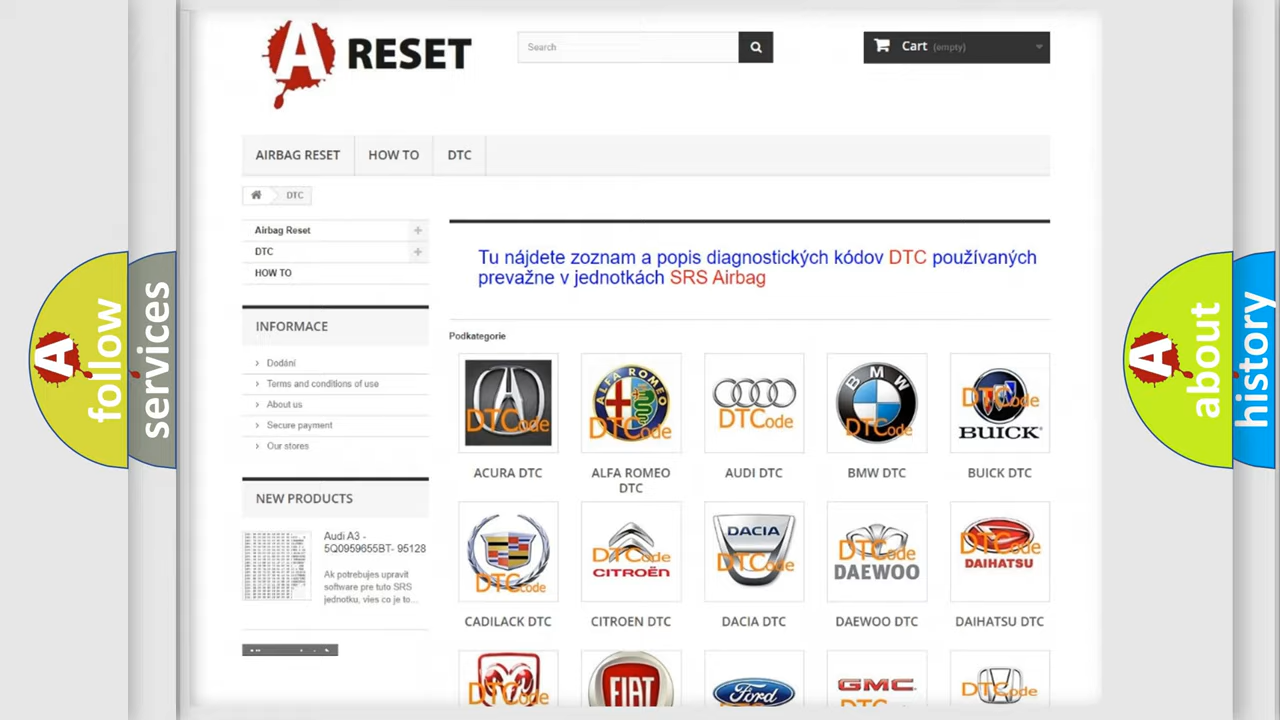 A RESET
Search
Cart (empty)
AIRBAG RESET
HOW TO
DTC
DTC
Airbag Reset
DTC
HOW TO
INFORMACE
Dodání
Terms and conditions of use
About us
Secure payment
Our stores
NEW PRODUCTS
Audi A3 -
5Q0959655BT- 95128
Ak potrebujes upravit
software pre tuto SRS
jednotku, vies co je to...
Tu nájdete zoznam a popis diagnostických kódov DTC používaných
prevažne v jednotkách SRS Airbag
Podkategorie
DTCode
ALFA ROMEO
DTCode
DTCode
BMW
DTCode
DTCode
BUICK
ACURA DTC
ALFA ROMEO
DTC
AUDI DTC
BMW DTC
BUICK DTC
DTCode
DTCode
CITROËN
DACIA
DTCode
DTCode
DAEWOO
DTCode
DAIHATSU
CADILACK DTC
CITROEN DTC
DACIA DTC
DAEWOO DTC
DAIHATSU DTC
DTCode
FIAT
Ford
GMC
DTCode
A
follow
services
A
about
history